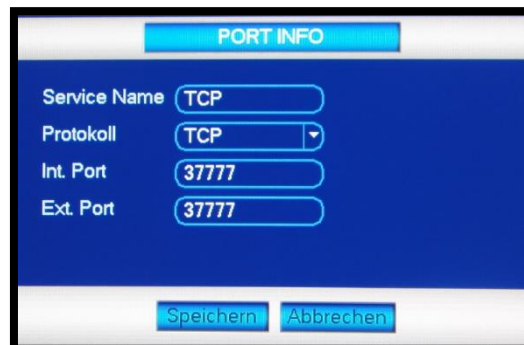 PORT INFO
Service Name TCP
Protokoll TCP
Int. Port 37777
Ext. Port 37777
Speichern Abbrechen